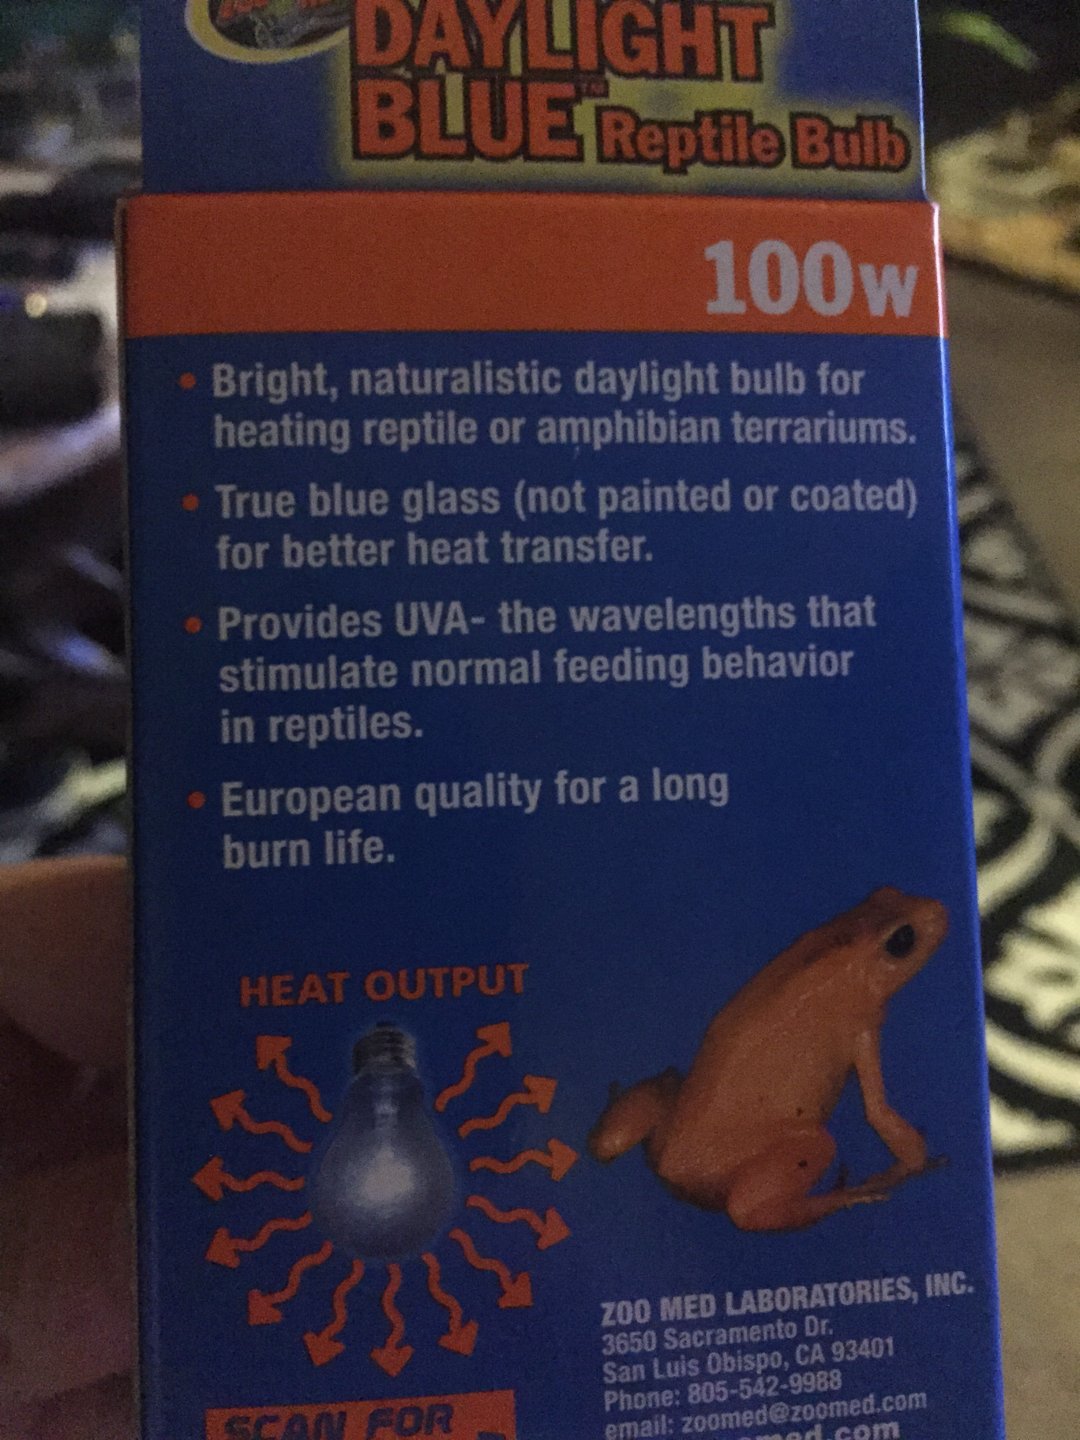 DAYLIGHT
BLUE™ Reptile Bulb
100W
• Bright, naturalistic daylight bulb for
heating reptile or amphibian terrariums.
• True blue glass (not painted or coated)
for better heat transfer.
• Provides UVA- the wavelengths that
stimulate normal feeding behavior
in reptiles.
• European quality for a long
burn life.
HEAT OUTPUT
ZOO MED LABORATORIES, INC.
3650 Sacramento Dr.
San Luis Obispo, CA 93401
Phone: 805-542-9988
email: zoomed@zoomed.com
SCAN FOR